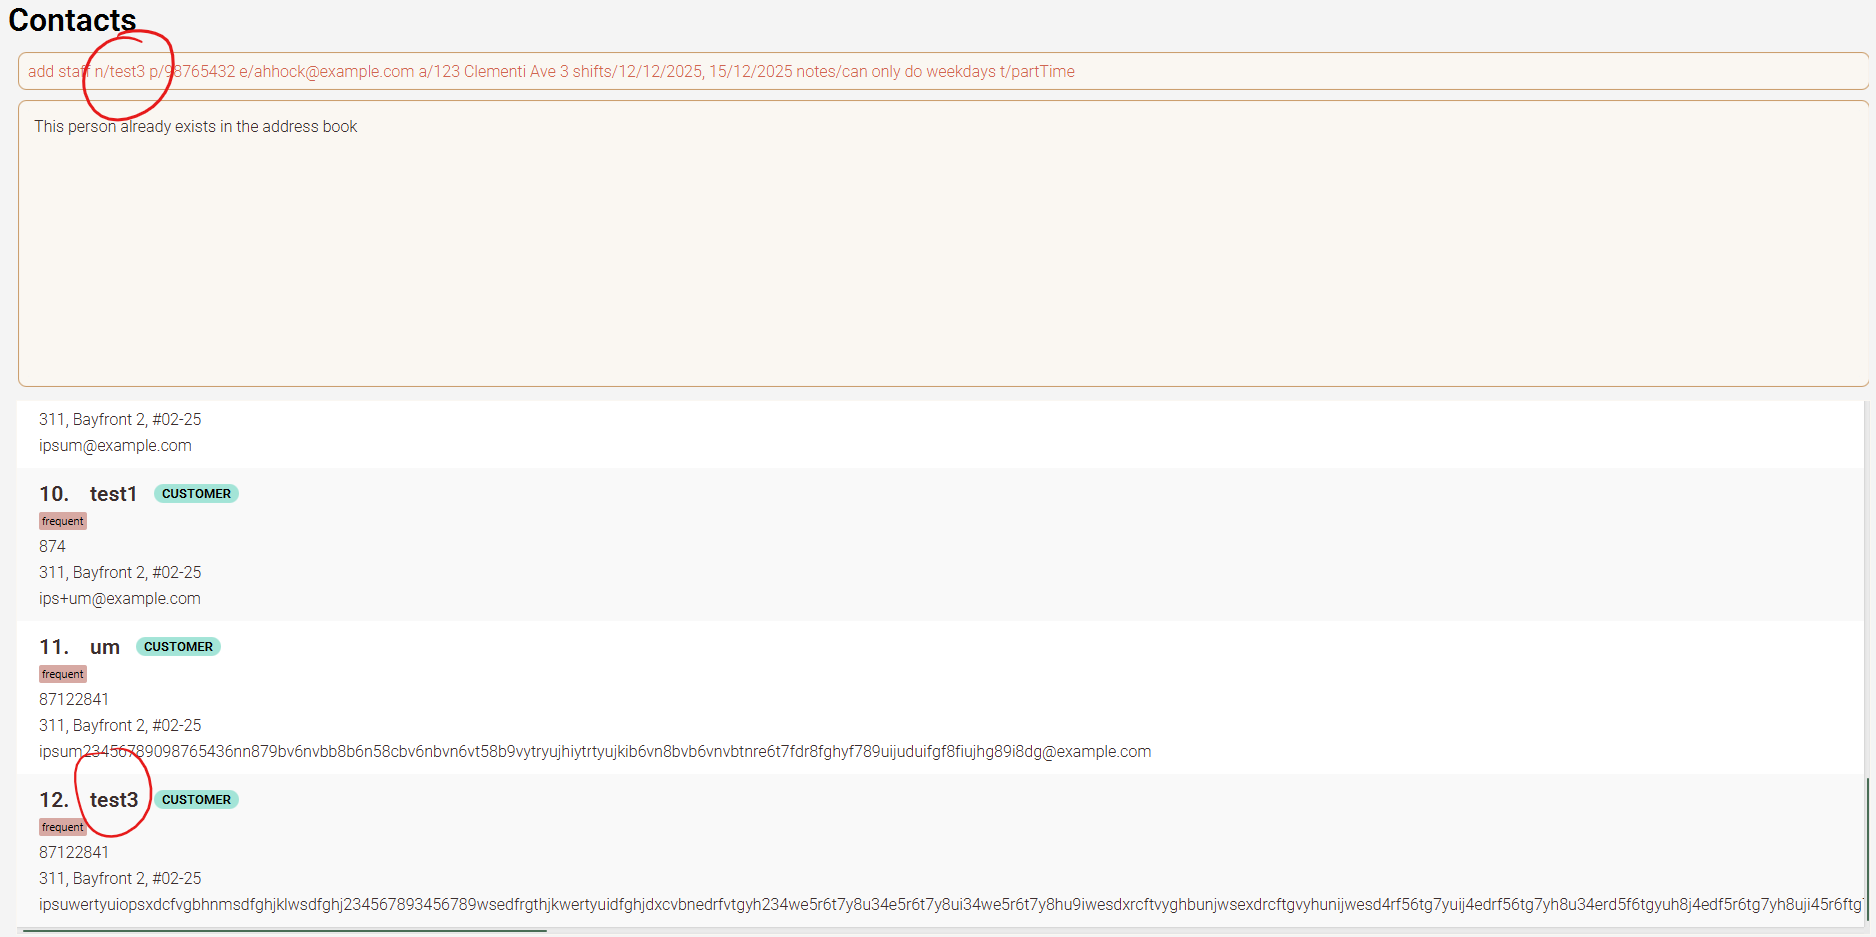 Contacts
add staff n/test3 p/98765432 e/ahhock@example.com a/123 Clementi Ave 3 shifts/12/12/2025, 15/12/2025 notes/can only do weekdays t/partTime
This person already exists in the address book
311, Bayfront 2, #02-25
ipsum@example.com
10. test1 CUSTOMER
frequent
874
311, Bayfront 2, #02-25
ips+um@example.com
11. um CUSTOMER
frequent
87122841
311, Bayfront 2, #02-25
ipsum23456789098765436nn879bv6nvbb8b6n58cbv6nbvn6vt58b9vytryujhiytrtyujkib6vn8bvb6vnvbtnre6t7fdr8fghyf789uijuduifgf8fiujhg89i8dg@example.com
12. test3 CUSTOMER
frequent
87122841
311, Bayfront 2, #02-25
ipsuwertyuiopsxdcfvgbhnmsdfghjklwsdfghj234567893456789wsedfrgthjkwertyuidfghjdxcvbnedrfvtgyh234we5r6t7y8u34e5r6t7y8ui34we5r6t7y8hu9iwesdxrcftvyghbunjwsexdrcftgvyhunijwesd4rf56tg7yuij4edrf56tg7yh8u34erd5f6tgyuh8j4edf5r6tg7yh8uji45r6ftg